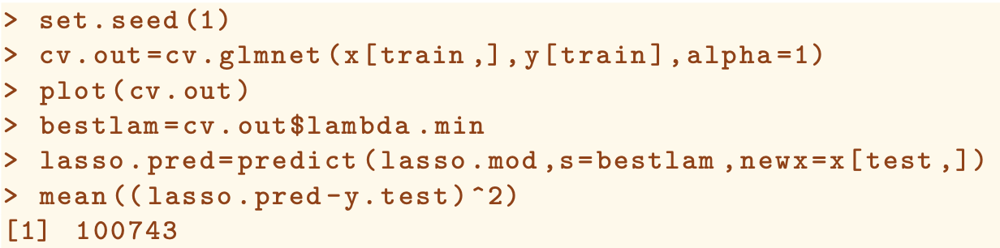 > set.seed(1)
> cv.out=cv.glmnet(x[train,],y[train],alpha=1)
> plot(cv.out)
> bestlam=cv.out$lambda.min
> lasso.pred=predict(lasso.mod,s=bestlam,newx=x[test,])
> mean((lasso.pred-y.test)^2)
[1] 100743